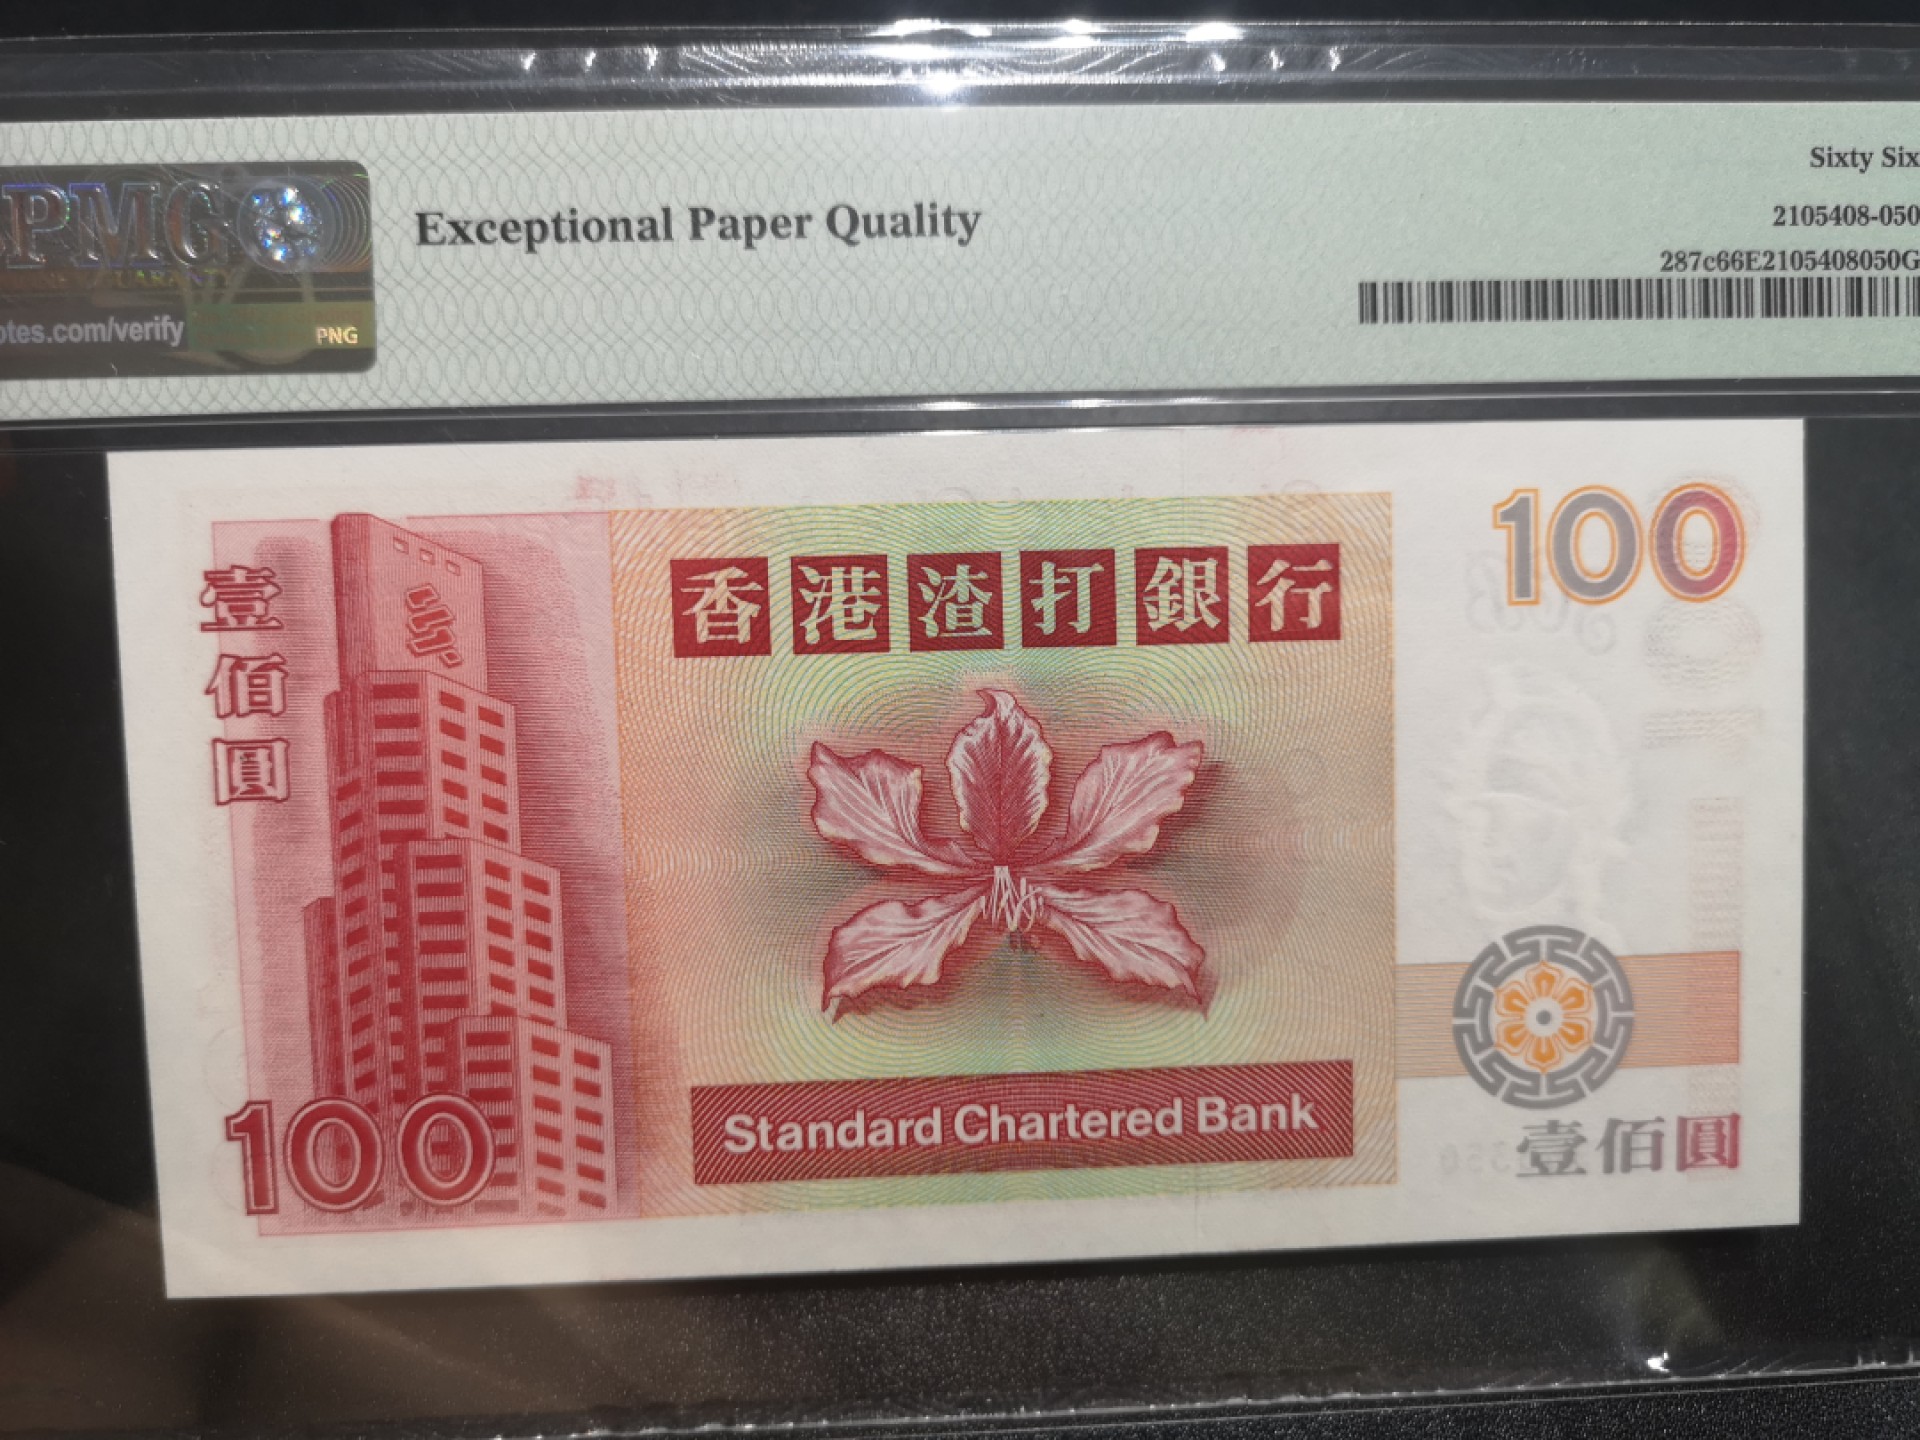 PMG
Exceptional Paper Quality
Sixty Six
2105408-050
287c66E2105408050G
otes.com/verify
PNG
壹佰圓
香港渣打銀行
100
Standard Chartered Bank
100
壹佰圓